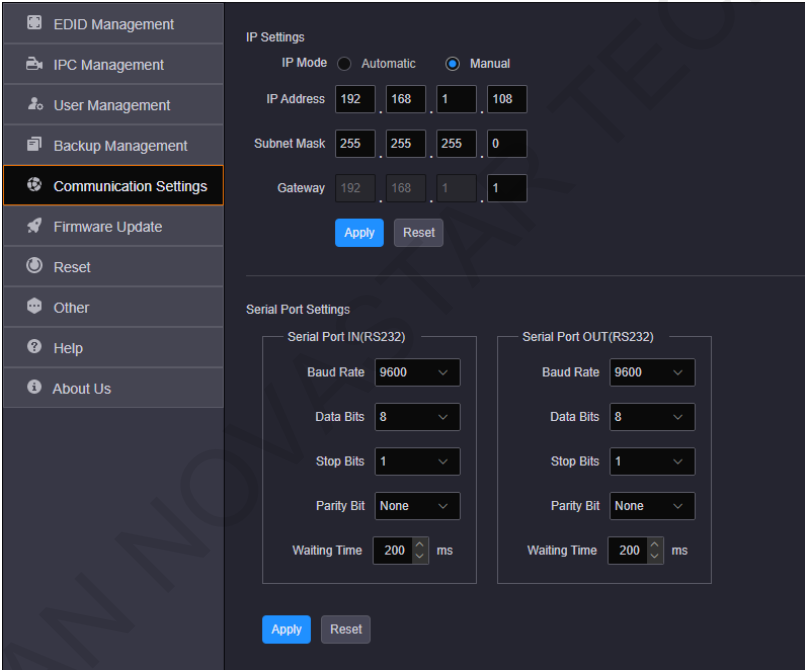 EDID Management
IPC Management
User Management
Backup Management
Communication Settings
Firmware Update
Reset
Other
Help
About Us
IP Settings
IP Mode Automatic Manual
IP Address 192 . 168 . 1 . 108
Subnet Mask 255 . 255 . 255 . 0
Gateway 192 . 168 . 1 . 1
Apply Reset
Serial Port Settings
Serial Port IN(RS232)
Baud Rate 9600
Data Bits 8
Stop Bits 1
Parity Bit None
Waiting Time 200 ms
Serial Port OUT(RS232)
Baud Rate 9600
Data Bits 8
Stop Bits 1
Parity Bit None
Waiting Time 200 ms
Apply Reset
AN NOVASTAR TEC